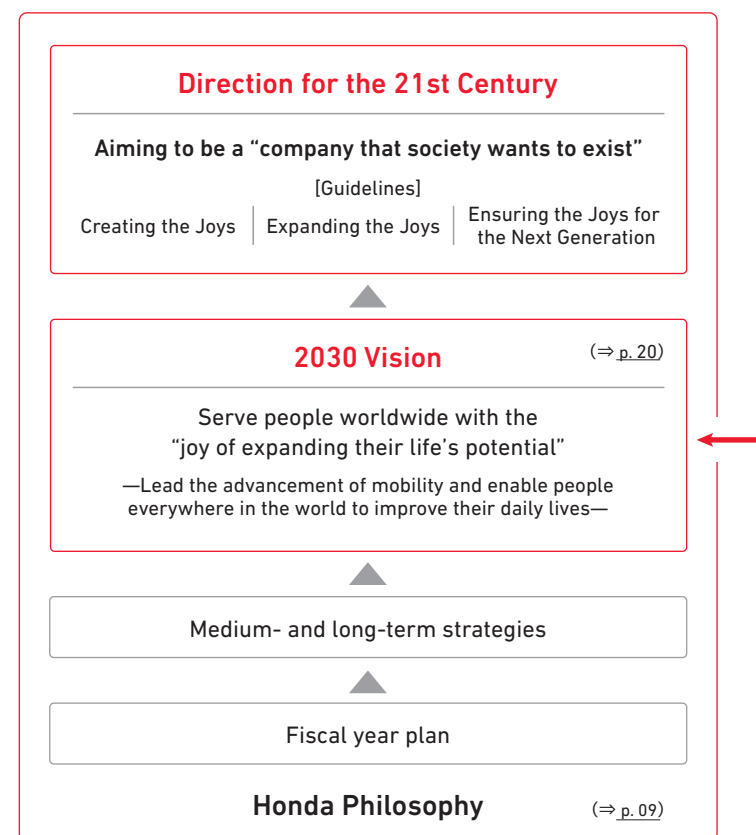 Direction for the 21st Century
Aiming to be a “company that society wants to exist”
[Guidelines]
Creating the Joys
Expanding the Joys
Ensuring the Joys for
the Next Generation
2030 Vision
(⇒ p. 20)
Serve people worldwide with the
“joy of expanding their life’s potential”
—Lead the advancement of mobility and enable people
everywhere in the world to improve their daily lives—
Medium- and long-term strategies
Fiscal year plan
Honda Philosophy
(⇒ p. 09)